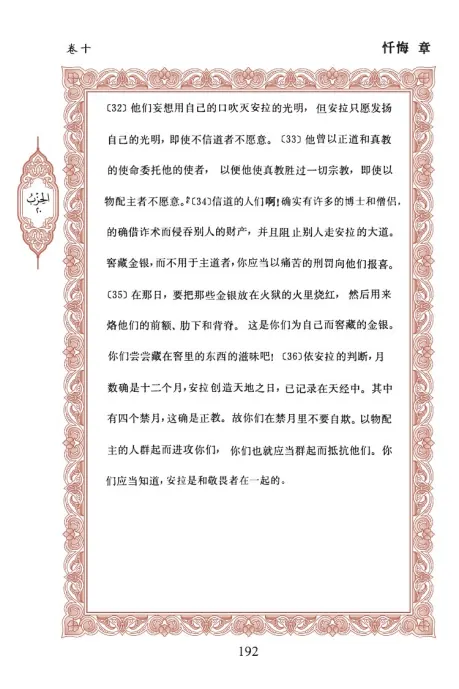 卷十
忏悔 章
〔32〕他们妄想用自己的口吹灭安拉的光明，但安拉只愿发扬
自己的光明，即使不信道者不愿意。〔33〕他曾以正道和真教
的使命委托他的使者，以便他使真教胜过一切宗教，即使以
物配主者不愿意。〔34〕信道的人们啊！确实有许多的博士和僧侣，
的确借诈术而侵吞别人的财产，并且阻止别人走安拉的大道。
窖藏金银，而不用于主道者，你应当以痛苦的刑罚向他们报喜。
〔35〕在那日，要把那些金银放在火狱的火里烧红，然后用来
烙他们的前额、肋下和背脊。这是你们为自己而窖藏的金银。
你们尝尝藏在窖里的东西的滋味吧！〔36〕依安拉的判断，月
数确是十二个月，安拉创造天地之日，已记录在天经中。其中
有四个禁月，这确是正教。故你们在禁月里不要自欺。以物配
主的人群起而进攻你们，你们也就应当群起而抵抗他们。你
们应当知道，安拉是和敬畏者在一起的。
الحزب
٢٠
192